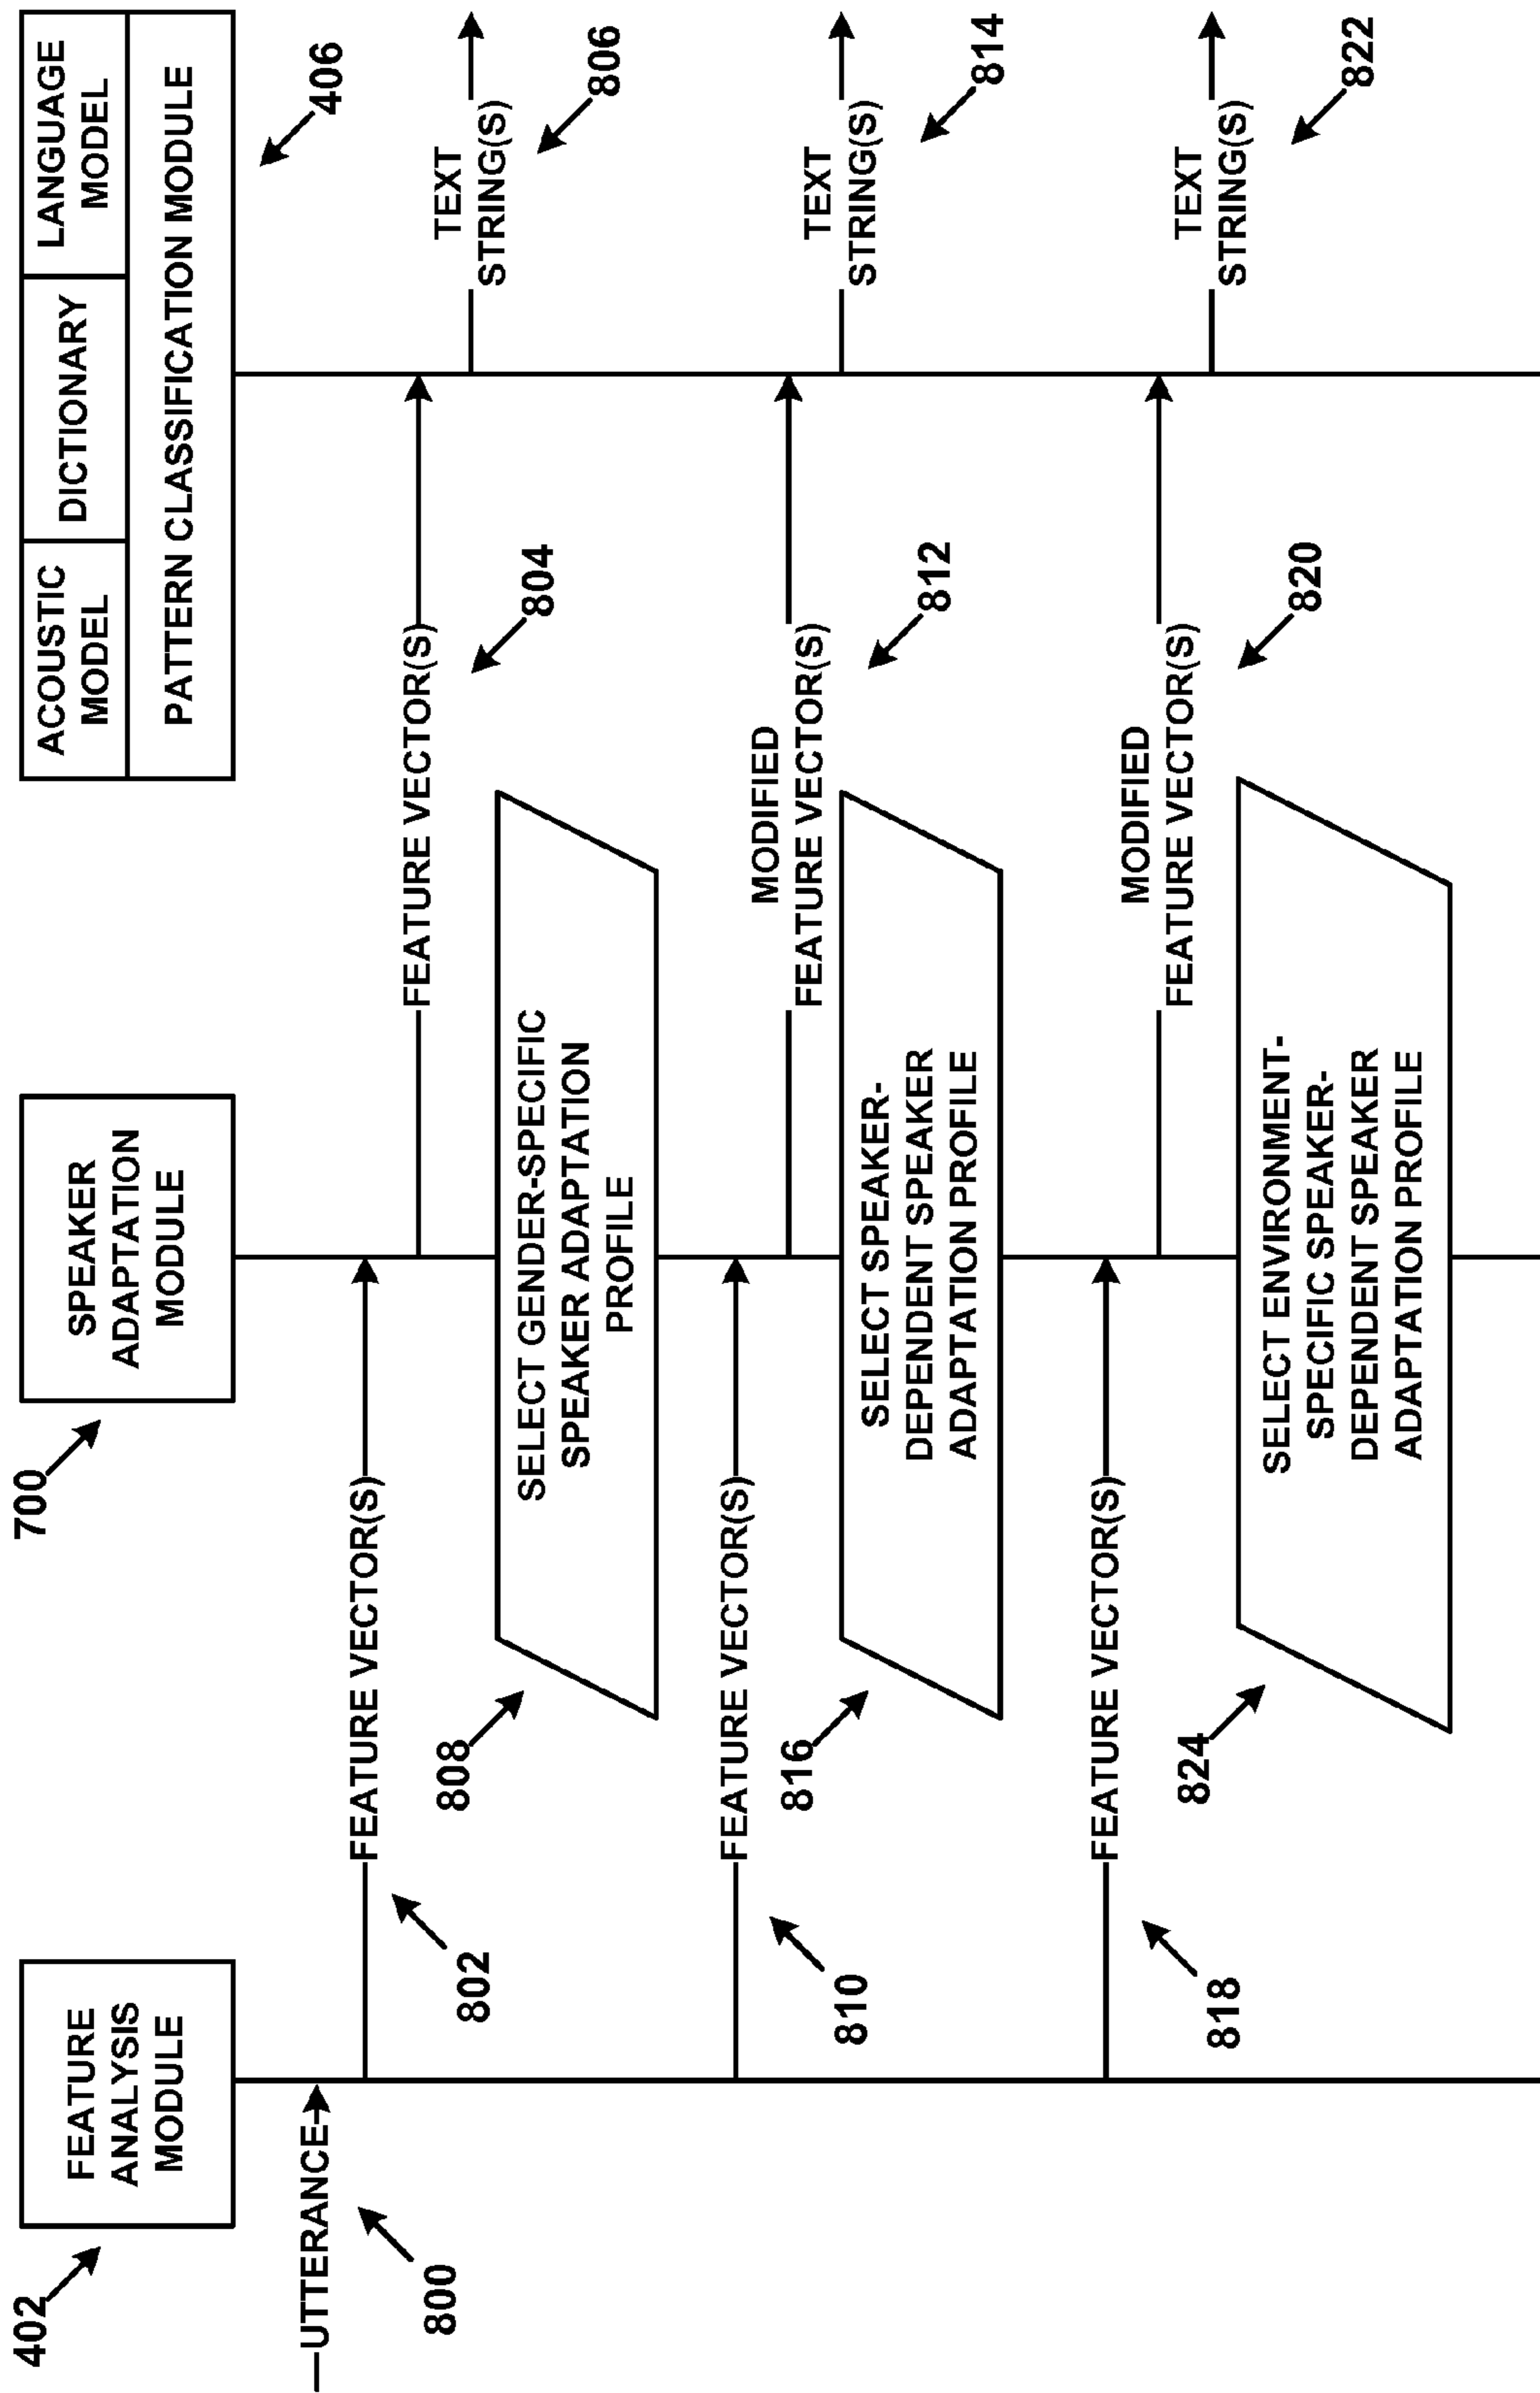 402
FEATURE
ANALYSIS
MODULE
700
SPEAKER
ADAPTATION
MODULE
ACOUSTIC
MODEL
DICTIONARY
LANGUAGE
MODEL
PATTERN CLASSIFICATION MODULE
406
UTTERANCE
800
FEATURE VECTOR(S)
802
FEATURE VECTOR(S)
804
TEXT
STRING(S)
806
808
SELECT GENDER-SPECIFIC
SPEAKER ADAPTATION
PROFILE
FEATURE VECTOR(S)
810
MODIFIED
FEATURE VECTOR(S)
812
TEXT
STRING(S)
814
816
SELECT SPEAKER-
DEPENDENT SPEAKER
ADAPTATION PROFILE
FEATURE VECTOR(S)
818
MODIFIED
FEATURE VECTOR(S)
820
TEXT
STRING(S)
822
824
SELECT ENVIRONMENT-
SPECIFIC SPEAKER-
DEPENDENT SPEAKER
ADAPTATION PROFILE